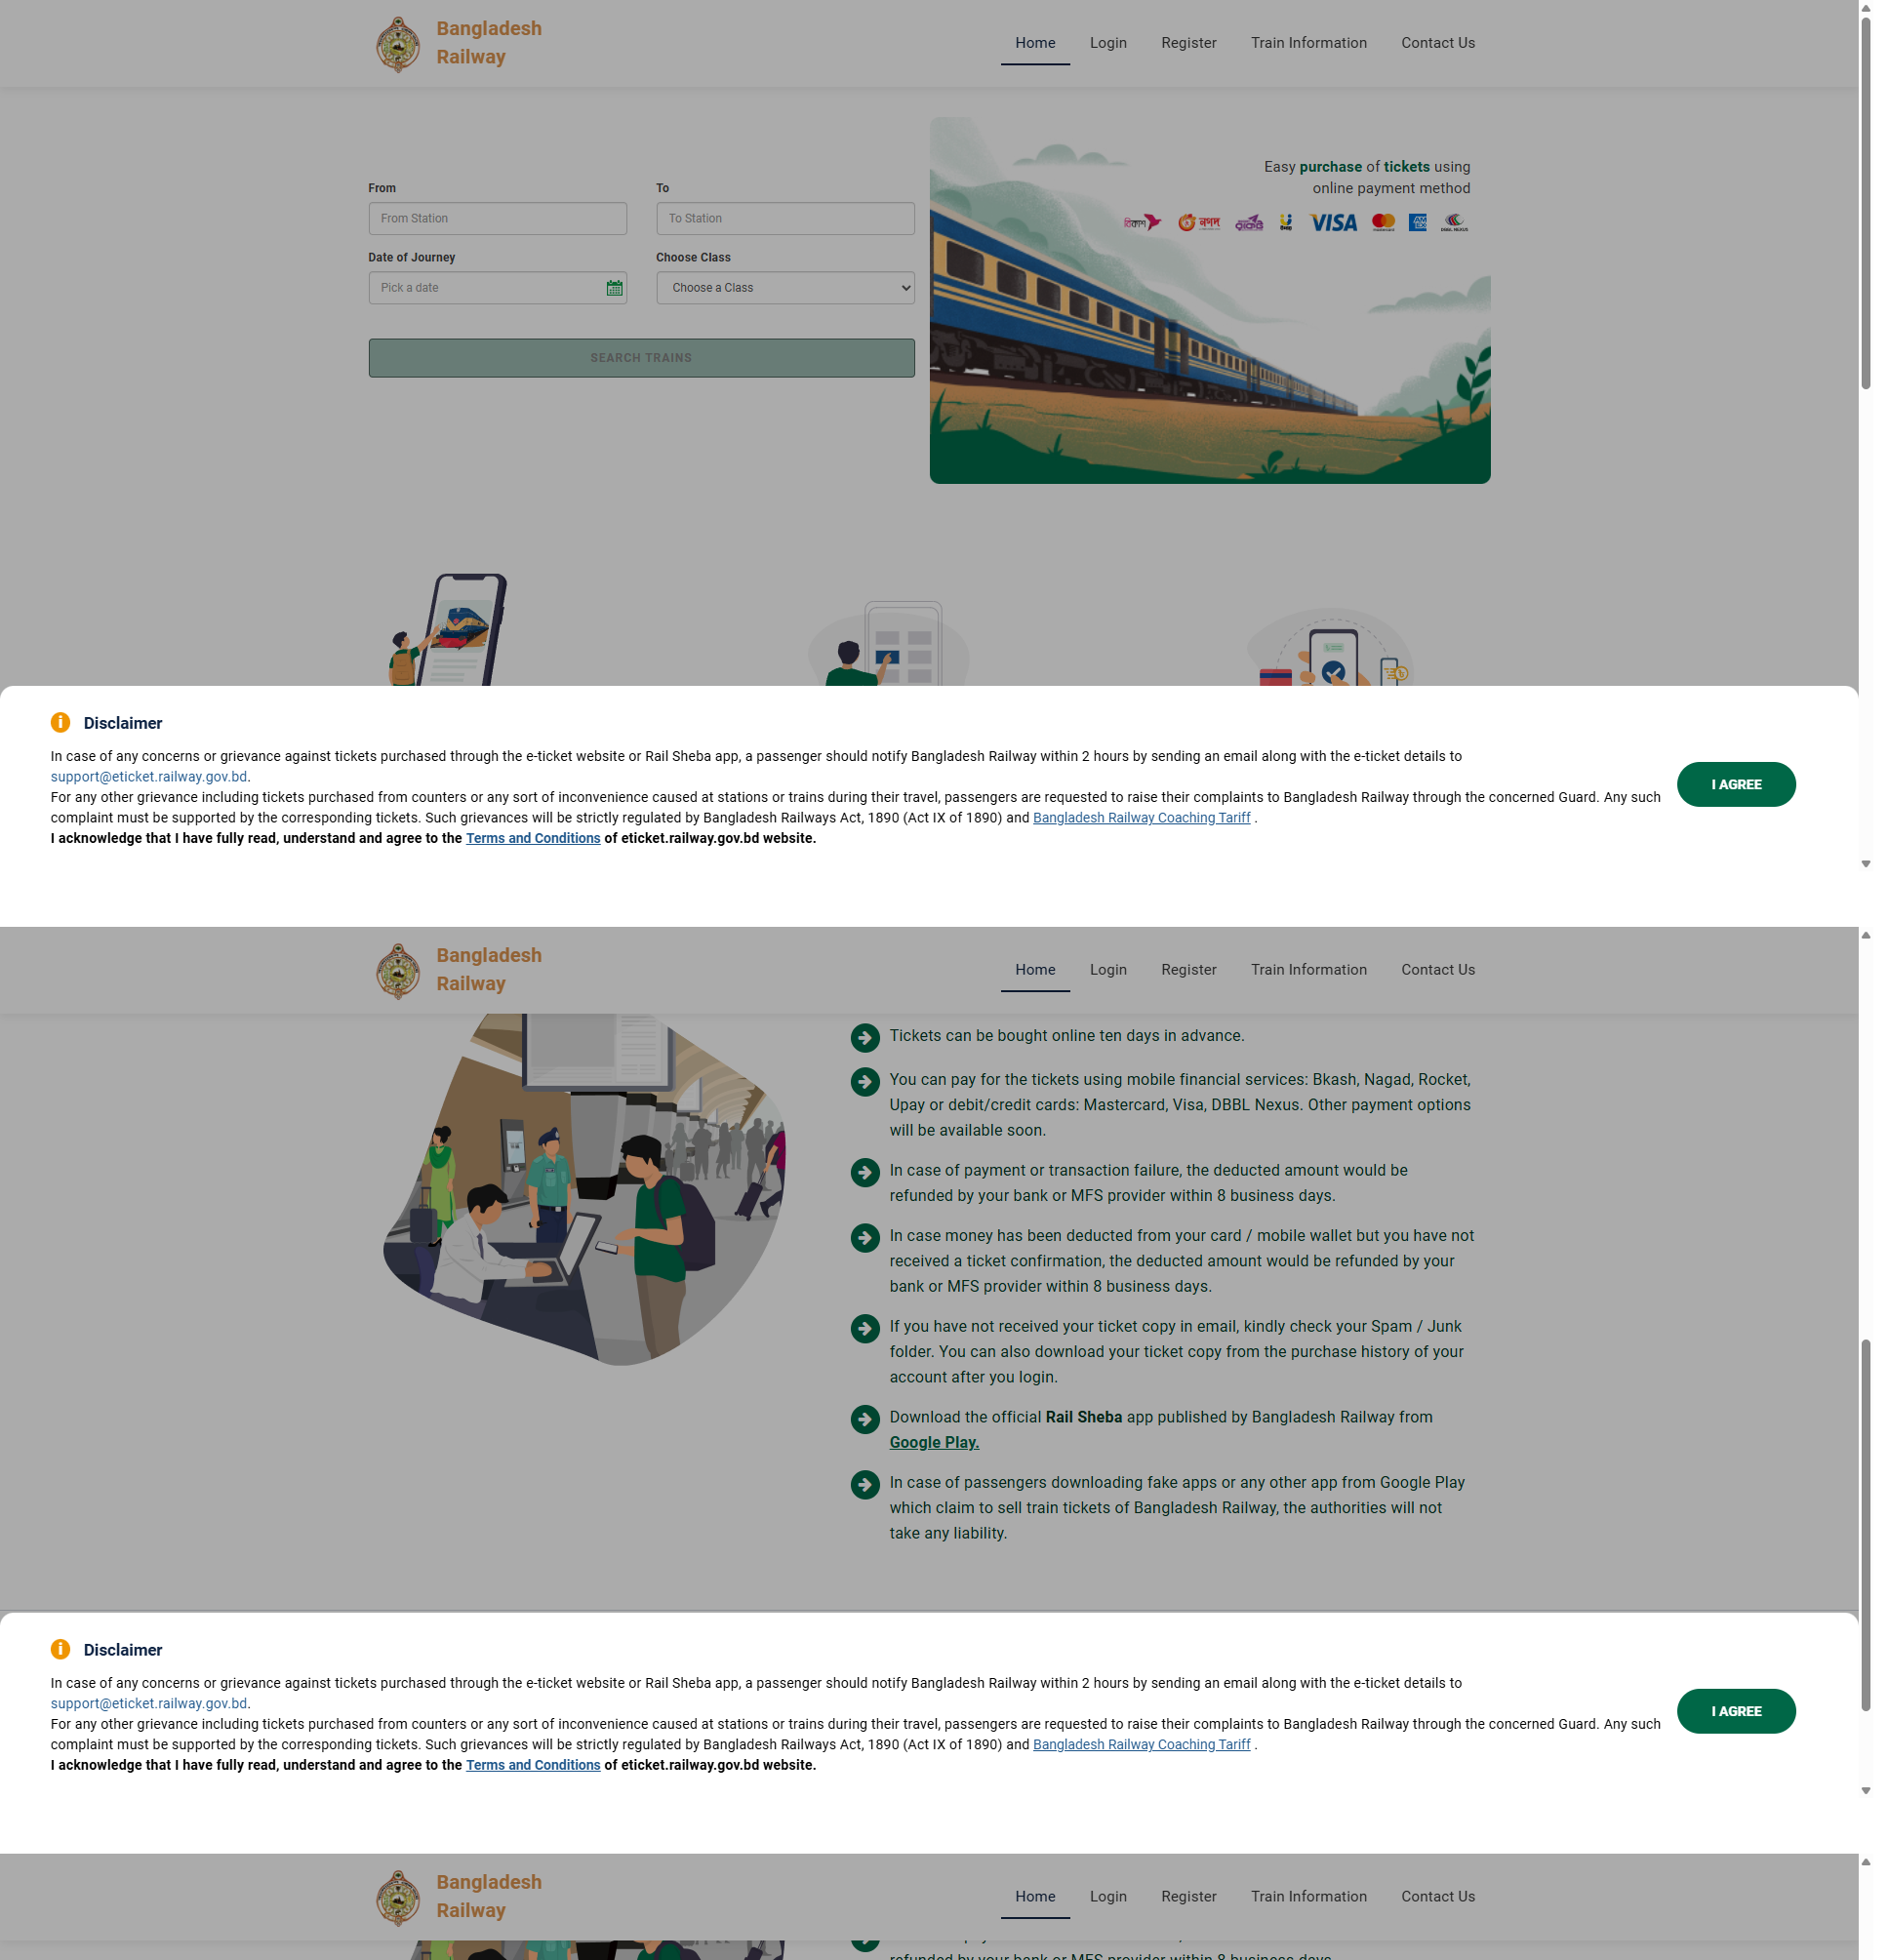 Bangladesh
Railway
Home Login Register Train Information Contact Us
Easy purchase of tickets using
online payment method
বিকাশ নগদ VISA AM EX
From To
From Station To Station
Date of Journey Choose Class
Pick a date Choose a Class
SEARCH TRAINS
Disclaimer
In case of any concerns or grievance against tickets purchased through the e-ticket website or Rail Sheba app, a passenger should notify Bangladesh Railway within 2 hours by sending an email along with the e-ticket details to
support@eticket.railway.gov.bd.
For any other grievance including tickets purchased from counters or any sort of inconvenience caused at stations or trains during their travel, passengers are requested to raise their complaints to Bangladesh Railway through the concerned Guard. Any such
complaint must be supported by the corresponding tickets. Such grievances will be strictly regulated by Bangladesh Railways Act, 1890 (Act IX of 1890) and Bangladesh Railway Coaching Tariff .
I acknowledge that I have fully read, understand and agree to the Terms and Conditions of eticket.railway.gov.bd website.
I AGREE
Bangladesh
Railway
Home Login Register Train Information Contact Us
Tickets can be bought online ten days in advance.
You can pay for the tickets using mobile financial services: Bkash, Nagad, Rocket,
Upay or debit/credit cards: Mastercard, Visa, DBBL Nexus. Other payment options
will be available soon.
In case of payment or transaction failure, the deducted amount would be
refunded by your bank or MFS provider within 8 business days.
In case money has been deducted from your card / mobile wallet but you have not
received a ticket confirmation, the deducted amount would be refunded by your
bank or MFS provider within 8 business days.
If you have not received your ticket copy in email, kindly check your Spam / Junk
folder. You can also download your ticket copy from the purchase history of your
account after you login.
Download the official Rail Sheba app published by Bangladesh Railway from
Google Play.
In case of passengers downloading fake apps or any other app from Google Play
which claim to sell train tickets of Bangladesh Railway, the authorities will not
take any liability.
Disclaimer
In case of any concerns or grievance against tickets purchased through the e-ticket website or Rail Sheba app, a passenger should notify Bangladesh Railway within 2 hours by sending an email along with the e-ticket details to
support@eticket.railway.gov.bd.
For any other grievance including tickets purchased from counters or any sort of inconvenience caused at stations or trains during their travel, passengers are requested to raise their complaints to Bangladesh Railway through the concerned Guard. Any such
complaint must be supported by the corresponding tickets. Such grievances will be strictly regulated by Bangladesh Railways Act, 1890 (Act IX of 1890) and Bangladesh Railway Coaching Tariff .
I acknowledge that I have fully read, understand and agree to the Terms and Conditions of eticket.railway.gov.bd website.
I AGREE
Bangladesh
Railway
Home Login Register Train Information Contact Us
refunded by your bank or MFS provider within 8 business days.